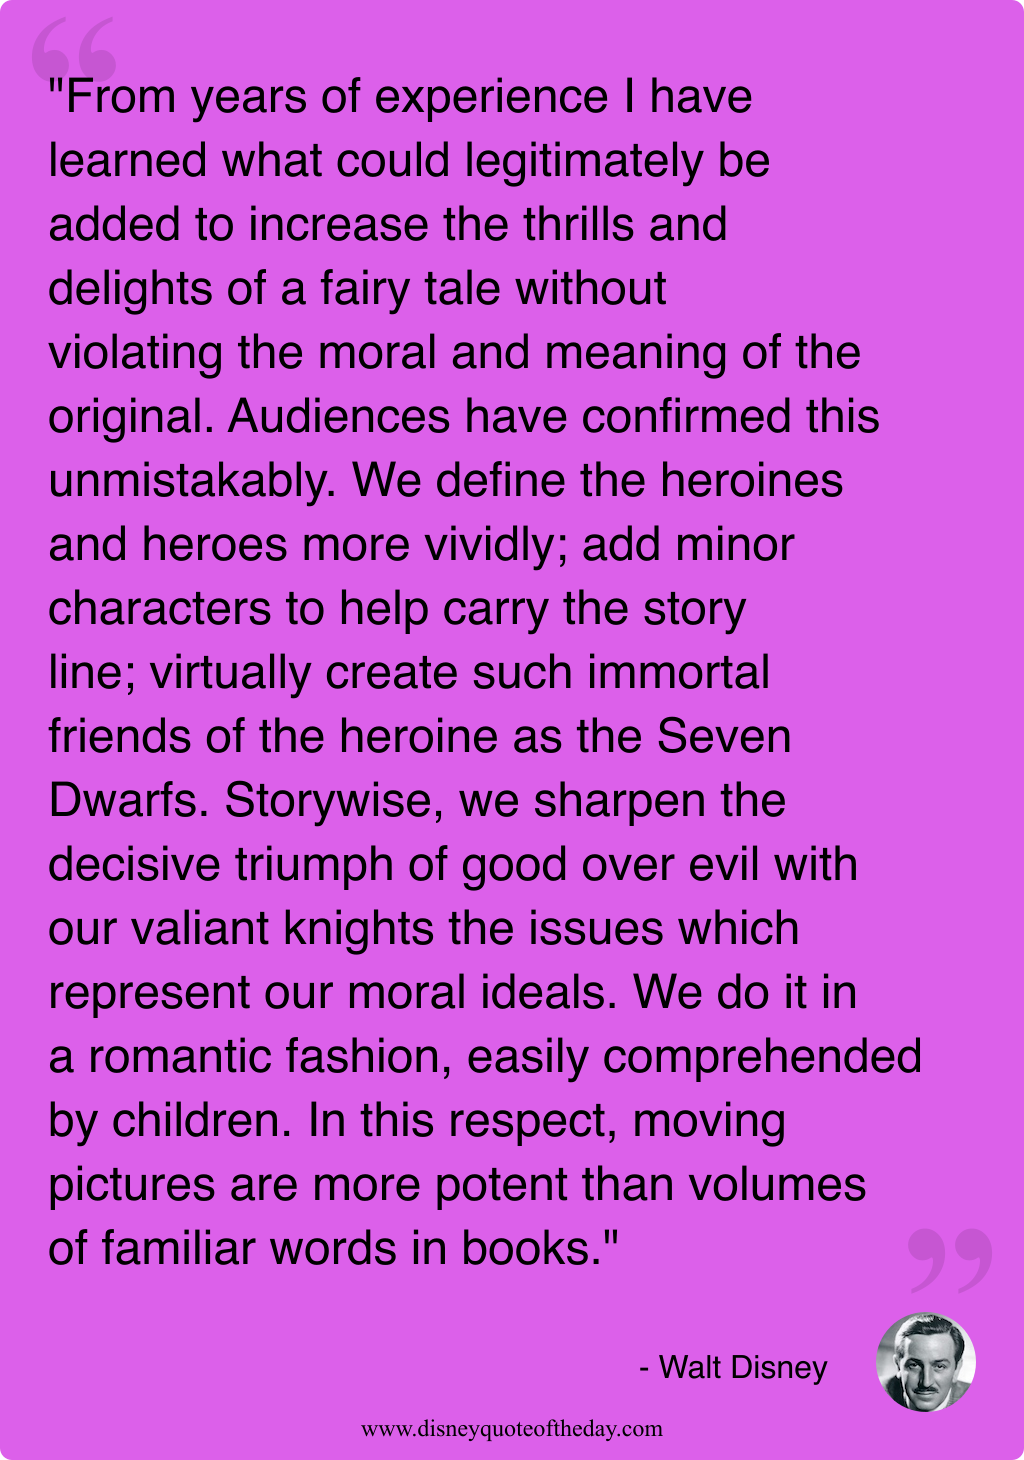 "From years of experience I have
learned what could legitimately be
added to increase the thrills and
delights of a fairy tale without
violating the moral and meaning of the
original. Audiences have confirmed this
unmistakably. We define the heroines
and heroes more vividly; add minor
characters to help carry the story
line; virtually create such immortal
friends of the heroine as the Seven
Dwarfs. Storywise, we sharpen the
decisive triumph of good over evil with
our valiant knights the issues which
represent our moral ideals. We do it in
a romantic fashion, easily comprehended
by children. In this respect, moving
pictures are more potent than volumes
of familiar words in books."
- Walt Disney
www.disneyquoteoftheday.com